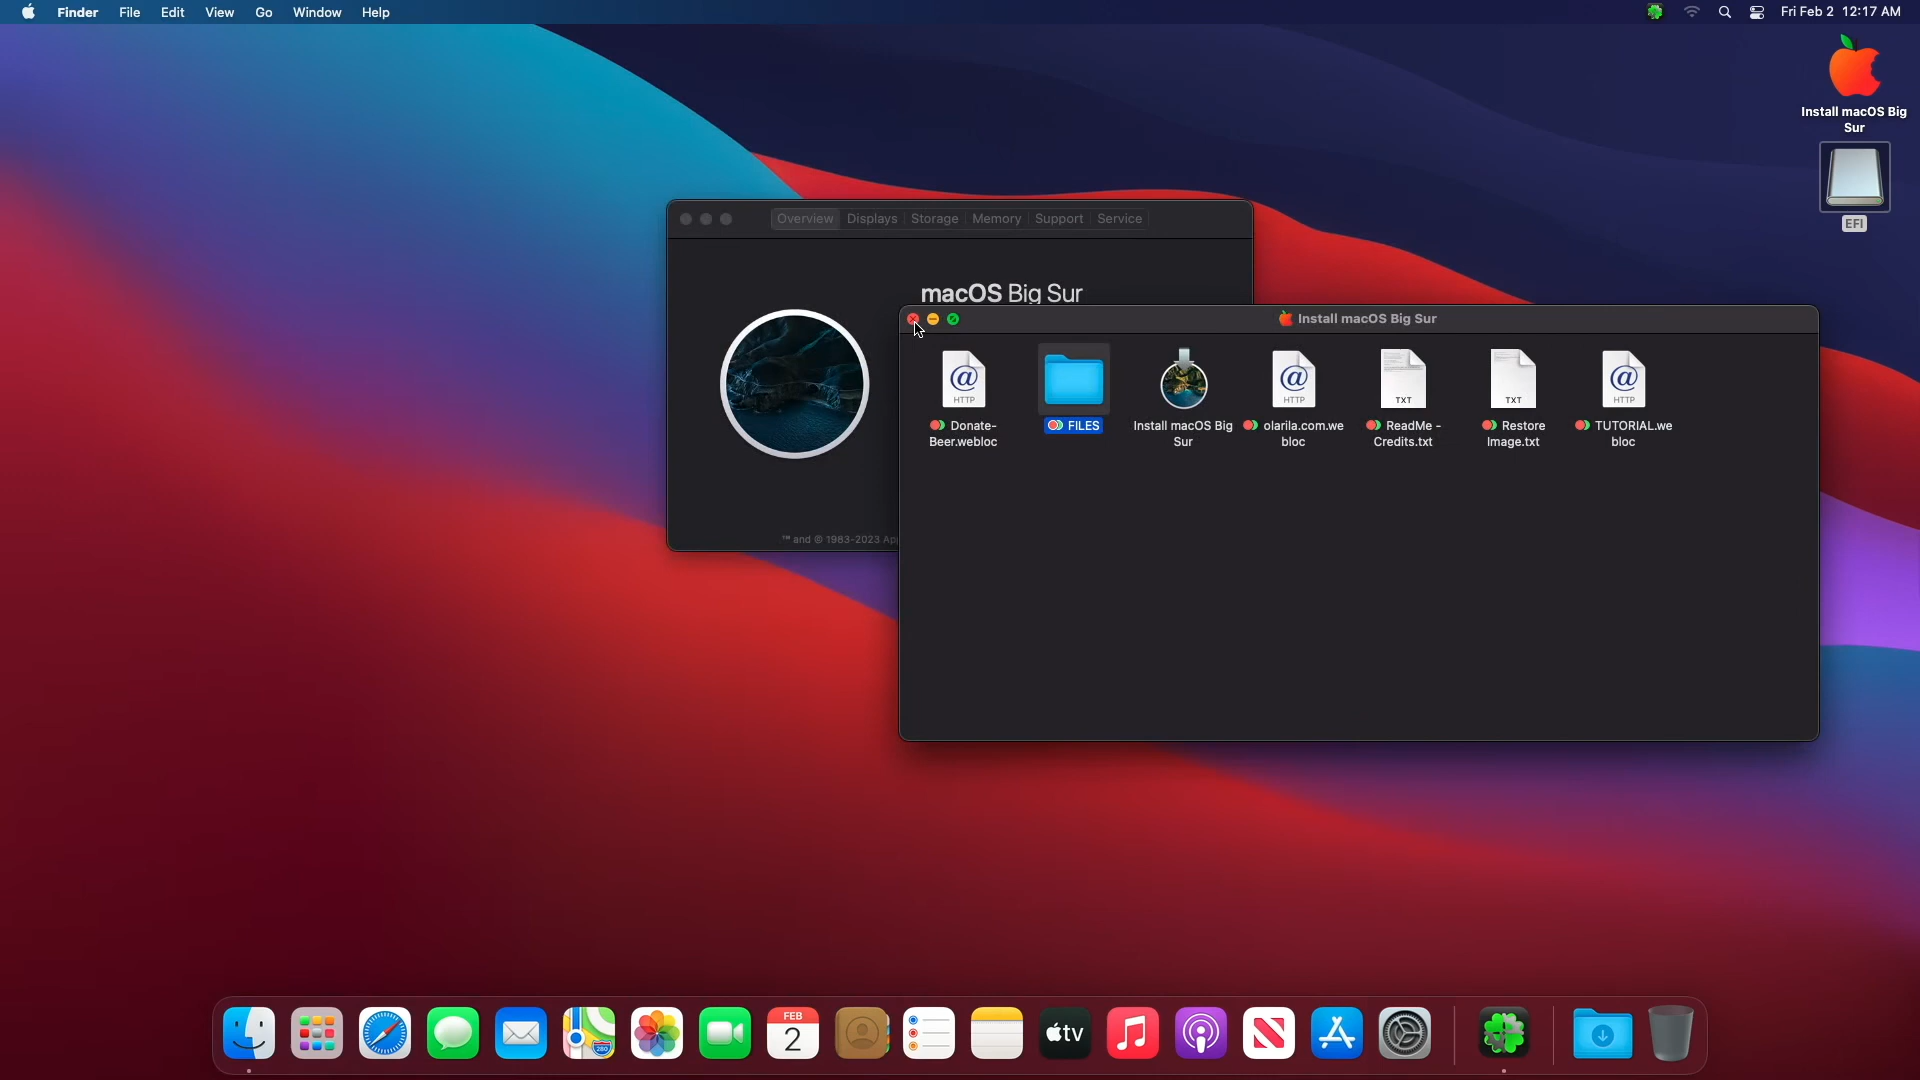 Finder File Edit View Go Window Help
Fri Feb 2 12:17 AM
Install macOS Big
Sur
EFI
Overview Displays Storage Memory Support Service
macOS Big Sur
™ and © 1983-2023 Ap
Install macOS Big Sur
HTTP
Donate-
Beer.webloc
FILES
Install macOS Big
Sur
HTTP
olarila.com.we
bloc
TXT
ReadMe -
Credits.txt
TXT
Restore
Image.txt
HTTP
TUTORIAL.we
bloc
280
FEB
2
tv